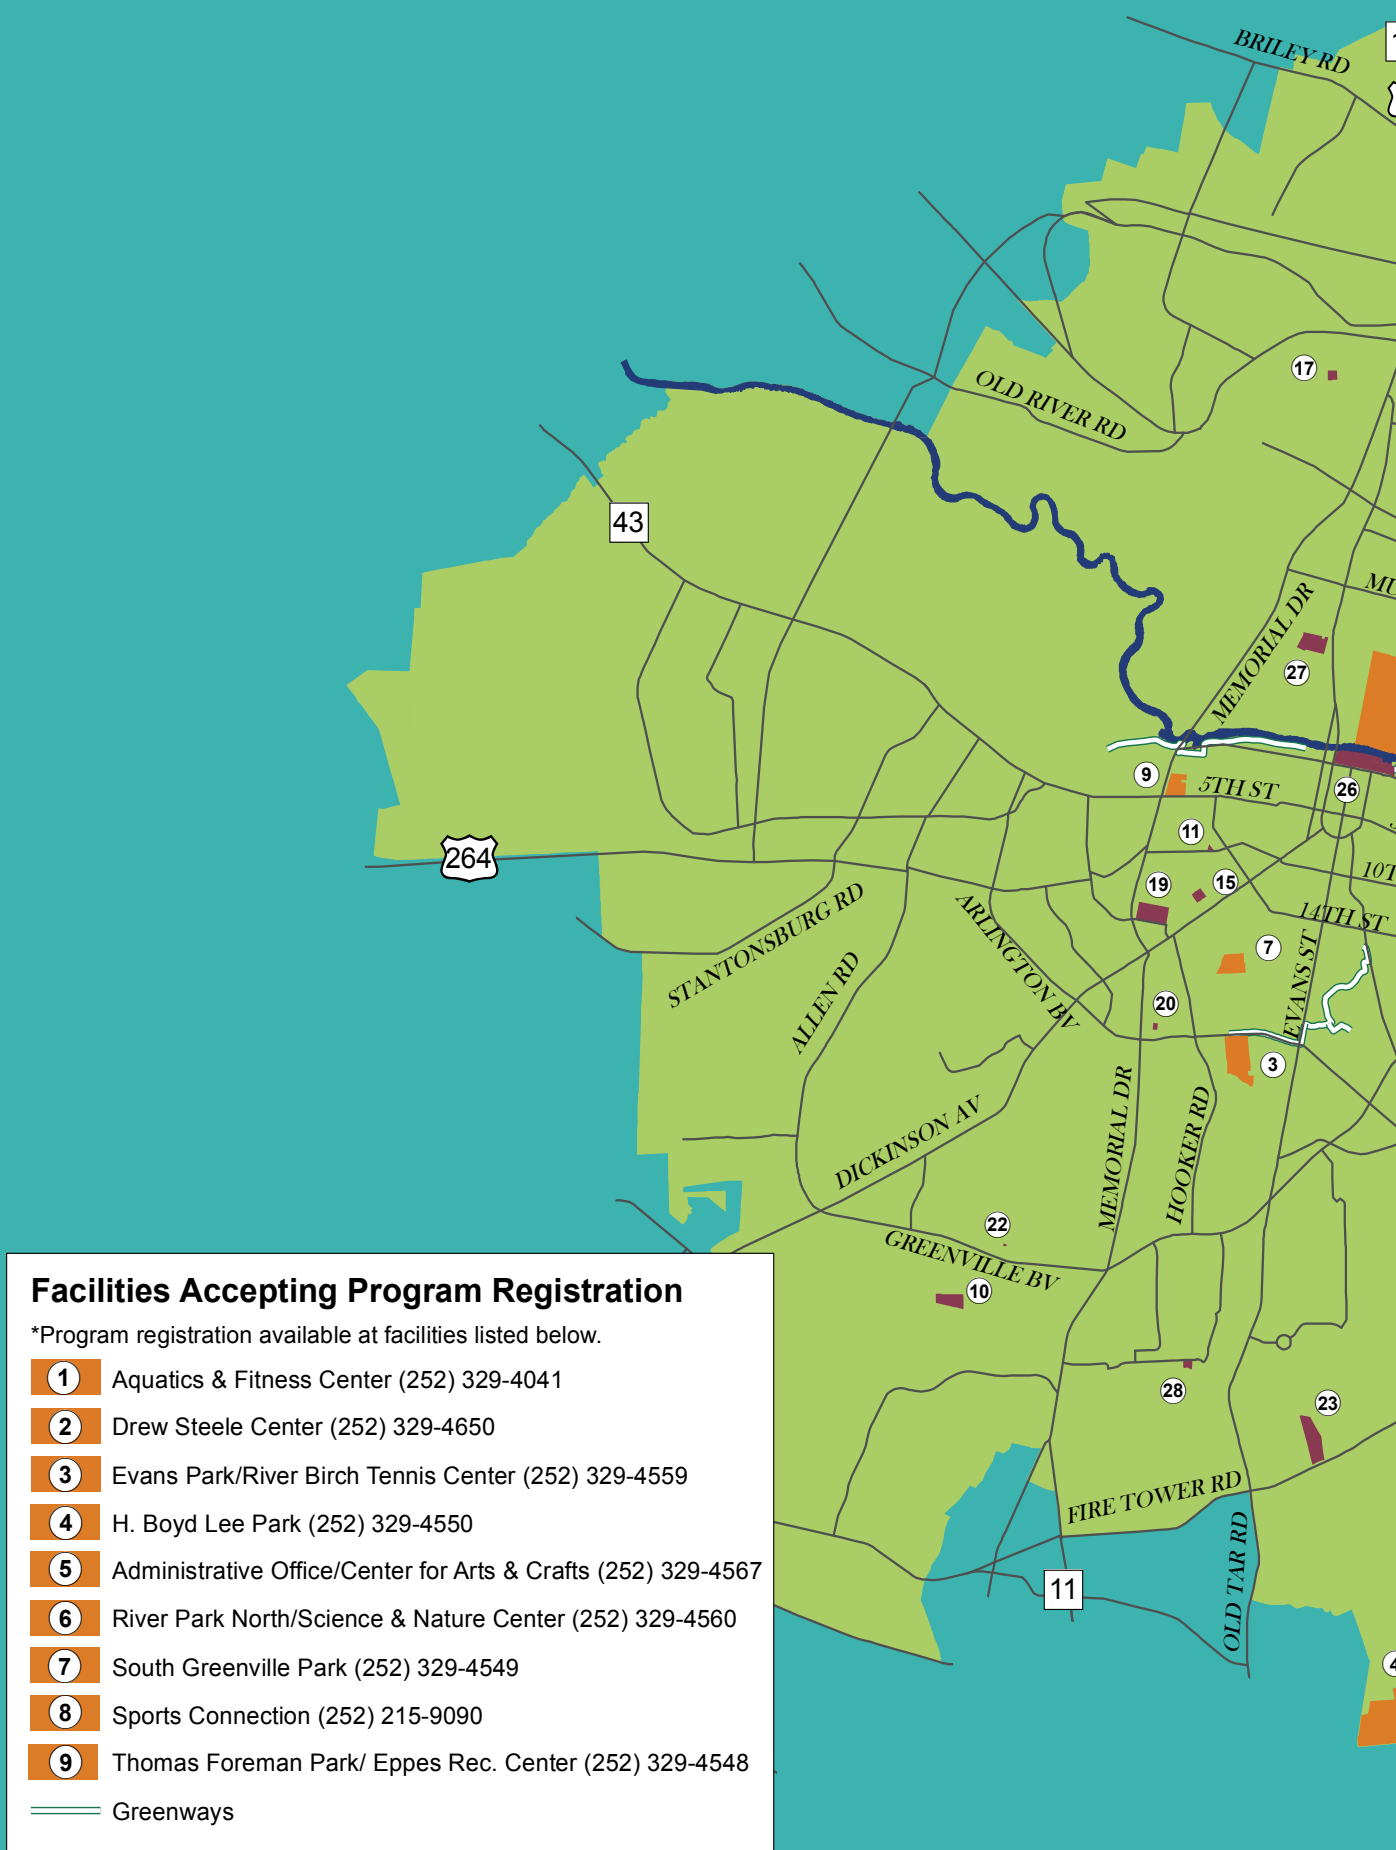 BRILEY RD
OLD RIVER RD
17
43
MEMORIAL DR
27
9
5TH ST
26
11
264
19
15
10T
14TH ST
STANTONSBURG RD
ARLINGTON BV
7
ALLEN RD
EVANS ST
20
3
MEMORIAL DR
HOOKER RD
DICKINSON AV
22
GREENVILLE BV
10
28
23
FIRE TOWER RD
OLD TAR RD
11
4
Facilities Accepting Program Registration
*Program registration available at facilities listed below.
1 Aquatics & Fitness Center (252) 329-4041
2 Drew Steele Center (252) 329-4650
3 Evans Park/River Birch Tennis Center (252) 329-4559
4 H. Boyd Lee Park (252) 329-4550
5 Administrative Office/Center for Arts & Crafts (252) 329-4567
6 River Park North/Science & Nature Center (252) 329-4560
7 South Greenville Park (252) 329-4549
8 Sports Connection (252) 215-9090
9 Thomas Foreman Park/ Eppes Rec. Center (252) 329-4548
Greenways